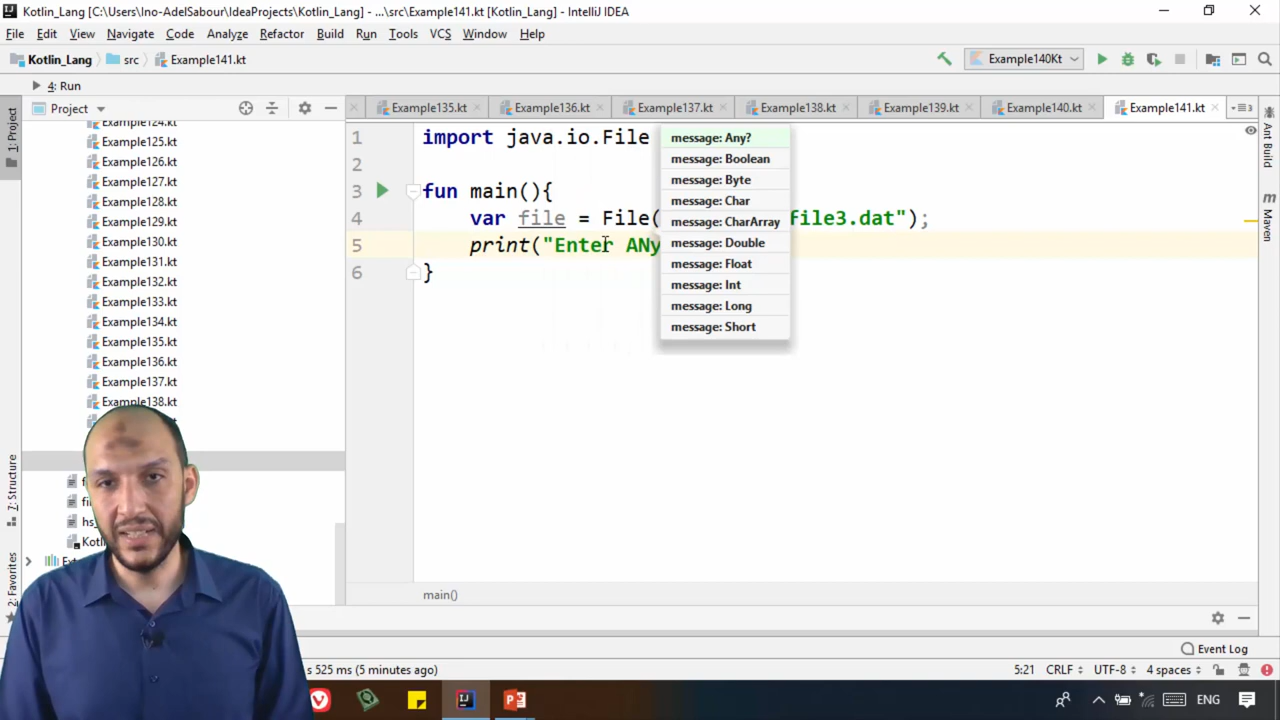 Kotlin_Lang [C:\Users\Ino-AdelSabour\IdeaProjects\Kotlin_Lang] - ...\src\Example141.kt [Kotlin_Lang] - IntelliJ IDEA
File Edit View Navigate Code Analyze Refactor Build Run Tools VCS Window Help
Kotlin_Lang src Example141.kt Example140Kt
4: Run
Project Example135.kt Example136.kt Example137.kt Example138.kt Example139.kt Example140.kt Example141.kt
1: Project
7: Structure
2: Favorites
Ant Build
Maven
Example124.kt
Example125.kt
Example126.kt
Example127.kt
Example128.kt
Example129.kt
Example130.kt
Example131.kt
Example132.kt
Example133.kt
Example134.kt
Example135.kt
Example136.kt
Example137.kt
Example138.kt
1 import java.io.File
2
3 fun main(){
4 var file = File( file3.dat");
5 print("Enter ANy
6 }
message: Any?
message: Boolean
message: Byte
message: Char
message: CharArray
message: Double
message: Float
message: Int
message: Long
message: Short
main()
Event Log
s 525 ms (5 minutes ago) 5:21 CRLF UTF-8 4 spaces
ENG